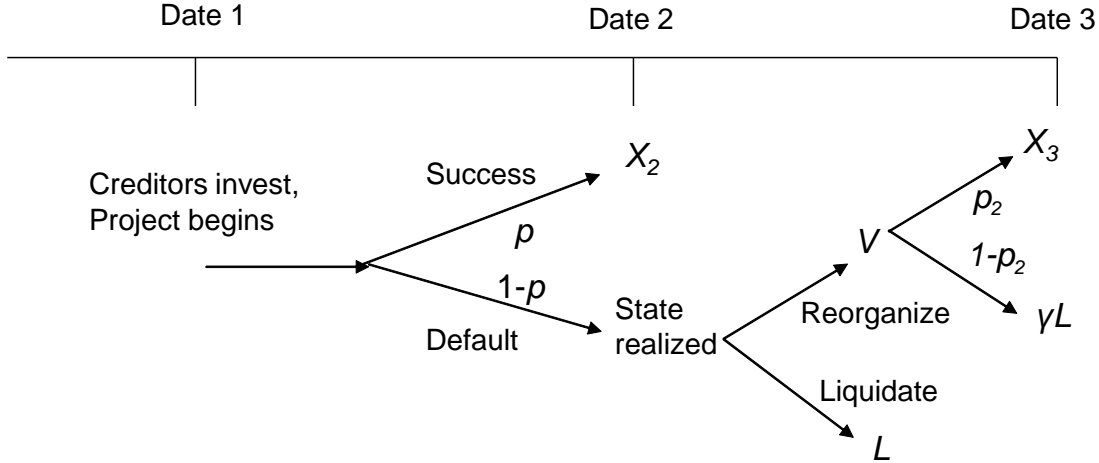 Date 1
Date 2
Date 3
Creditors invest,
Project begins
Success
p
1-p
Default
X₂
State
realized
Reorganize
Liquidate
V
L
p₂
1-p₂
X₃
γL